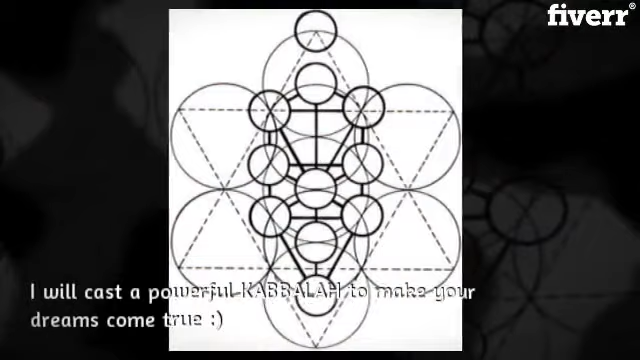 fiverr®
I will cast a powerful KABBALAH to make your
dreams come true :)